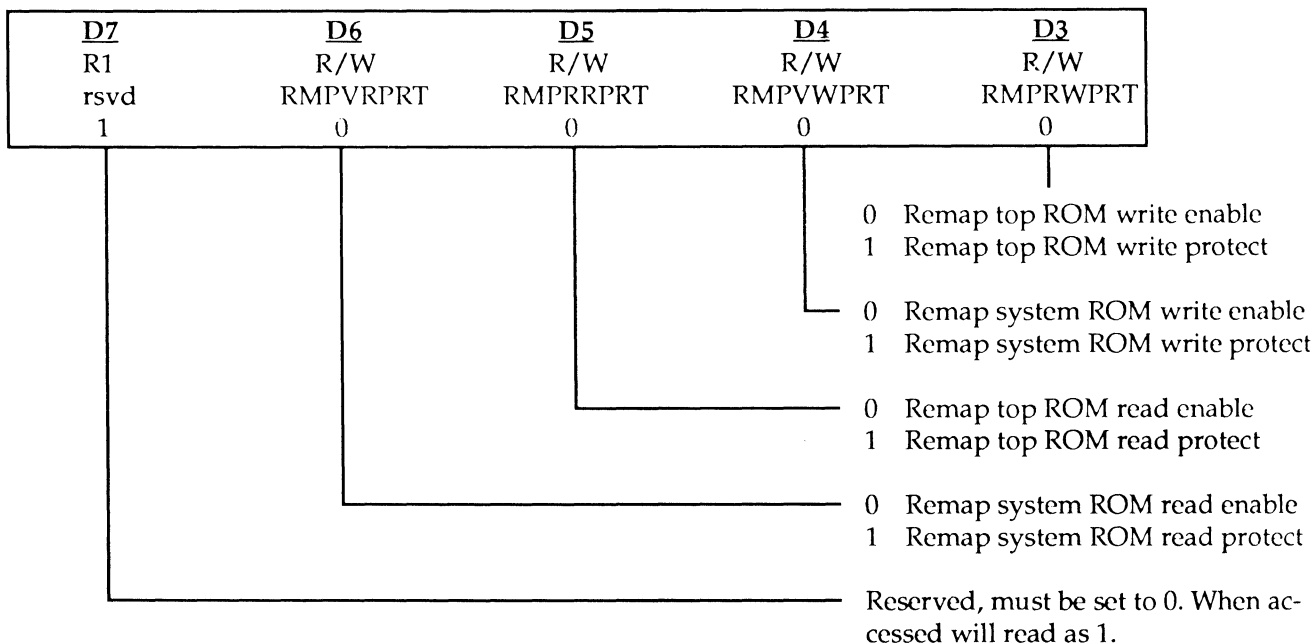 D7 D6 D5 D4 D3
R1 R/W R/W R/W R/W
rsvd RMPVRPRT RMPRRPRT RMPVWPRT RMPRWPRT
1 0 0 0 0
0 Remap top ROM write enable
1 Remap top ROM write protect
0 Remap system ROM write enable
1 Remap system ROM write protect
0 Remap top ROM read enable
1 Remap top ROM read protect
0 Remap system ROM read enable
1 Remap system ROM read protect
Reserved, must be set to 0. When ac-
cessed will read as 1.